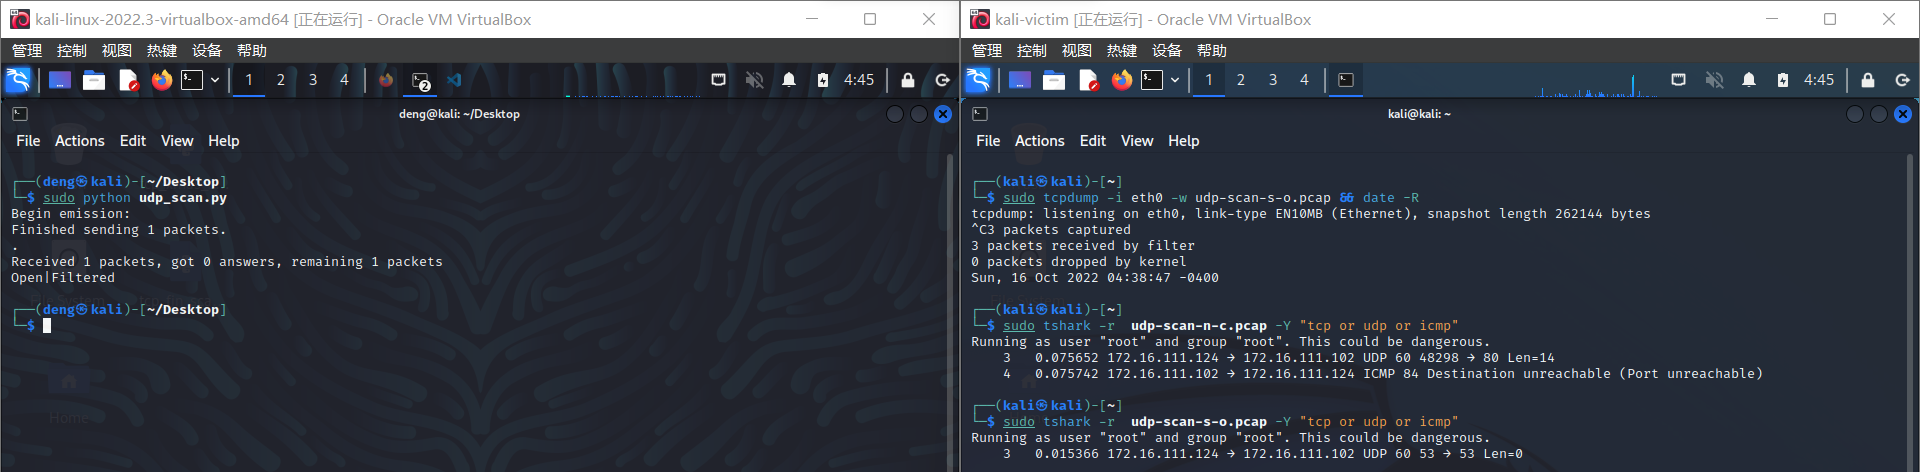 kali-linux-2022.3-virtualbox-amd64 [正在运行] - Oracle VM VirtualBox
管理 控制 视图 热键 设备 帮助
1 2 3 4 2 4:45
deng@kali: ~/Desktop
File Actions Edit View Help
┌──(deng㉿kali)-[~/Desktop]
└─$ sudo python udp_scan.py
Begin emission:
Finished sending 1 packets.
.
Received 1 packets, got 0 answers, remaining 1 packets
Open|Filtered
┌──(deng㉿kali)-[~/Desktop]
└─$
Home
kali-victim [正在运行] - Oracle VM VirtualBox
管理 控制 视图 热键 设备 帮助
1 2 3 4 4:45
kali@kali: ~
File Actions Edit View Help
┌──(kali㉿kali)-[~]
└─$ sudo tcpdump -i eth0 -w udp-scan-s-o.pcap && date -R
tcpdump: listening on eth0, link-type EN10MB (Ethernet), snapshot length 262144 bytes
^C3 packets captured
3 packets received by filter
0 packets dropped by kernel
Sun, 16 Oct 2022 04:38:47 -0400
┌──(kali㉿kali)-[~]
└─$ sudo tshark -r  udp-scan-n-c.pcap -Y "tcp or udp or icmp"
Running as user "root" and group "root". This could be dangerous.
3   0.075652 172.16.111.124 → 172.16.111.102 UDP 60 48298 → 80 Len=14
4   0.075742 172.16.111.102 → 172.16.111.124 ICMP 84 Destination unreachable (Port unreachable)
┌──(kali㉿kali)-[~]
└─$ sudo tshark -r  udp-scan-s-o.pcap -Y "tcp or udp or icmp"
Running as user "root" and group "root". This could be dangerous.
3   0.015366 172.16.111.124 → 172.16.111.102 UDP 60 53 → 53 Len=0